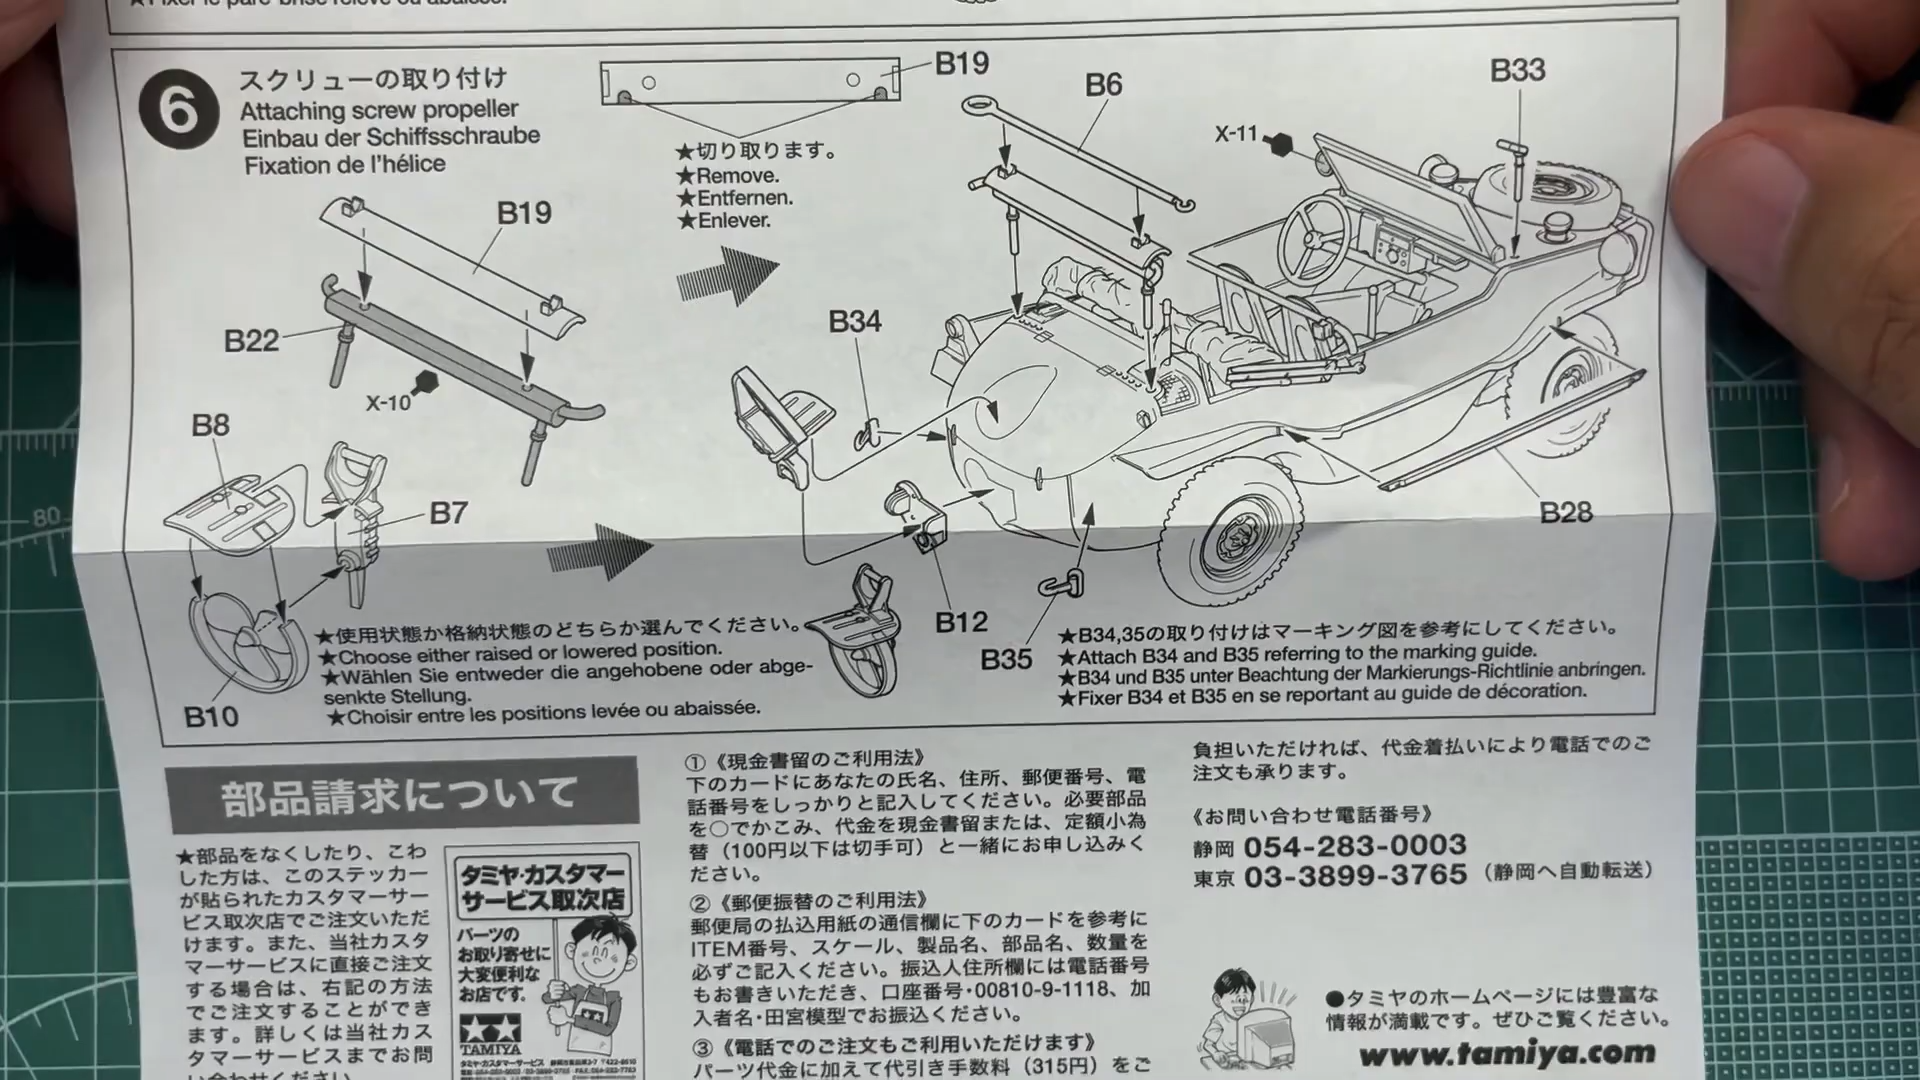 6
スクリューの取り付け
Attaching screw propeller
Einbau der Schiffsschraube
Fixation de l'hélice
B19
★切り取ります。
★Remove.
★Entfernen.
★Enlever.
B19
B22
X-10
B8
B7
B10
B6
X-11
B33
B34
B12
B35
B28
★使用状態か格納状態のどちらか選んでください。
★Choose either raised or lowered position.
★Wählen Sie entweder die angehobene oder abge-
senkte Stellung.
★Choisir entre les positions levée ou abaissée.
★B34,35の取り付けはマーキング図を参考にしてください。
★Attach B34 and B35 referring to the marking guide.
★B34 und B35 unter Beachtung der Markierungs-Richtlinie anbringen.
★Fixer B34 et B35 en se reportant au guide de décoration.
部品請求について
★部品をなくしたり、こわ
した方は、このステッカー
が貼られたカスタマーサー
ビス取次店でご注文いただ
けます。また、当社カスタ
マーサービスに直接ご注文
する場合は、右記の方法
でご注文することができ
ます。詳しくは当社カス
タマーサービスまでお問
い合わせください。
タミヤ・カスタマー
サービス取次店
パーツの
お取り寄せに
大変便利な
お店です。
TAMIYA
タミヤ・カスタマーサービス
①《現金書留のご利用法》
下のカードにあなたの氏名、住所、郵便番号、電
話番号をしっかりと記入してください。必要部品
を○でかこみ、代金を現金書留または、定額小為
替（100円以下は切手可）と一緒にお申し込みく
ださい。
②《郵便振替のご利用法》
郵便局の払込用紙の通信欄に下のカードを参考に
ITEM番号、スケール、製品名、部品名、数量を
必ずご記入ください。振込人住所欄には電話番号
もお書きいただき、口座番号・00810-9-1118、加
入者名・田宮模型でお振込ください。
③《電話でのご注文もご利用いただけます》
パーツ代金に加えて代引き手数料（315円）をご
負担いただければ、代金着払いにより電話でのご
注文も承ります。
《お問い合わせ電話番号》
静岡 054-283-0003
東京 03-3899-3765（静岡へ自動転送）
●タミヤのホームページには豊富な
情報が満載です。ぜひご覧ください。
www.tamiya.com
80